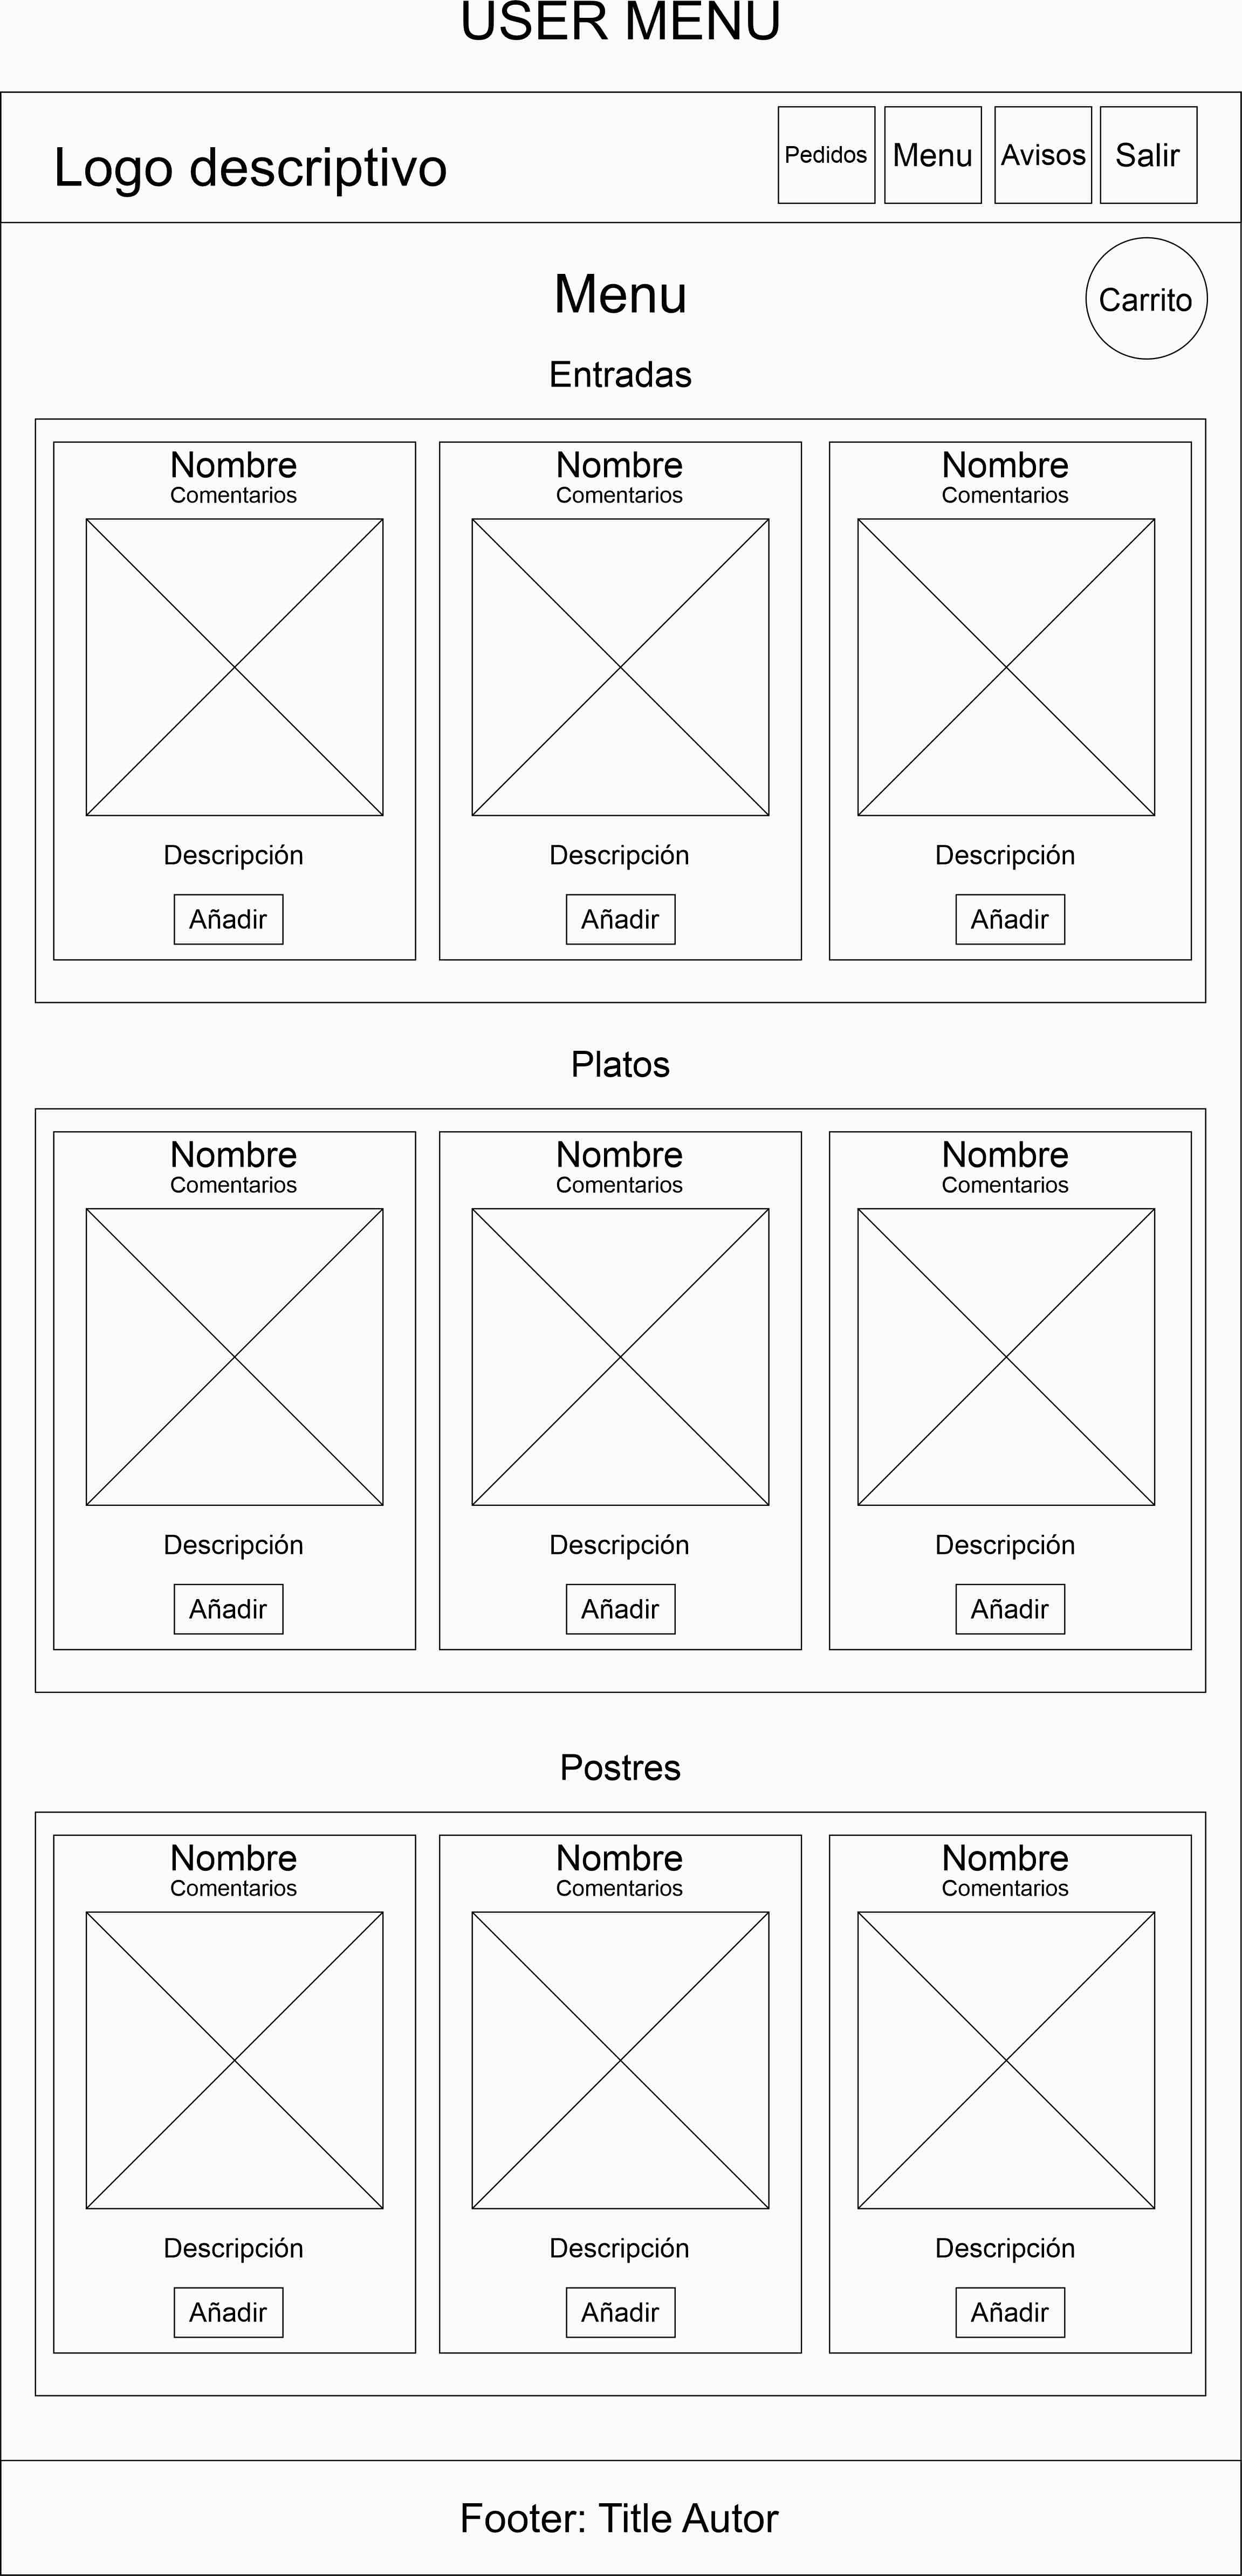 USER MENU
Logo descriptivo
Pedidos
Menu
Avisos
Salir
Menu
Carrito
Entradas
Nombre
Comentarios
Descripción
Añadir
Nombre
Comentarios
Descripción
Añadir
Nombre
Comentarios
Descripción
Añadir
Platos
Nombre
Comentarios
Descripción
Añadir
Nombre
Comentarios
Descripción
Añadir
Nombre
Comentarios
Descripción
Añadir
Postres
Nombre
Comentarios
Descripción
Añadir
Nombre
Comentarios
Descripción
Añadir
Nombre
Comentarios
Descripción
Añadir
Footer: Title Autor